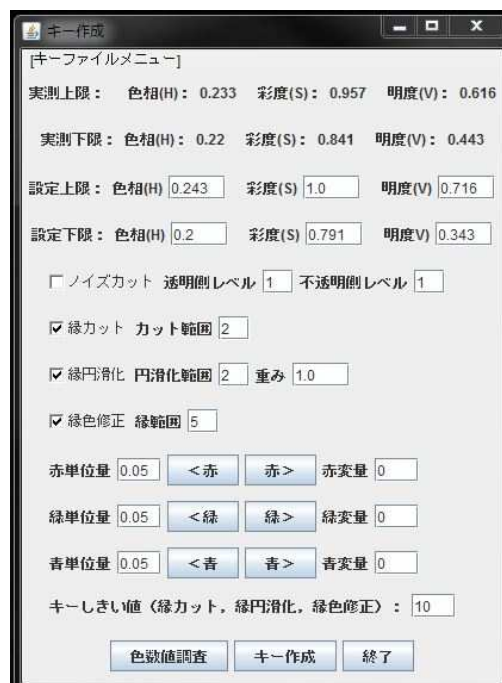 キー作成
[キーファイルメニュー]
実測上限： 色相(H)： 0.233 彩度(S)： 0.957 明度(V)： 0.616
実測下限： 色相(H)： 0.22 彩度(S)： 0.841 明度(V)： 0.443
設定上限： 色相(H) 0.243 彩度(S) 1.0 明度(V) 0.716
設定下限： 色相(H) 0.2 彩度(S) 0.791 明度V) 0.343
ノイズカット 透明側レベル 1 不透明側レベル 1
縁カット カット範囲 2
縁円滑化 円滑化範囲 2 重み 1.0
縁色修正 縁範囲 5
赤単位量 0.05 ＜赤 赤＞ 赤変量 0
緑単位量 0.05 ＜緑 緑＞ 緑変量 0
青単位量 0.05 ＜青 青＞ 青変量 0
キーしきい値（縁カット，縁円滑化，縁色修正）： 10
色数値調査 キー作成 終了